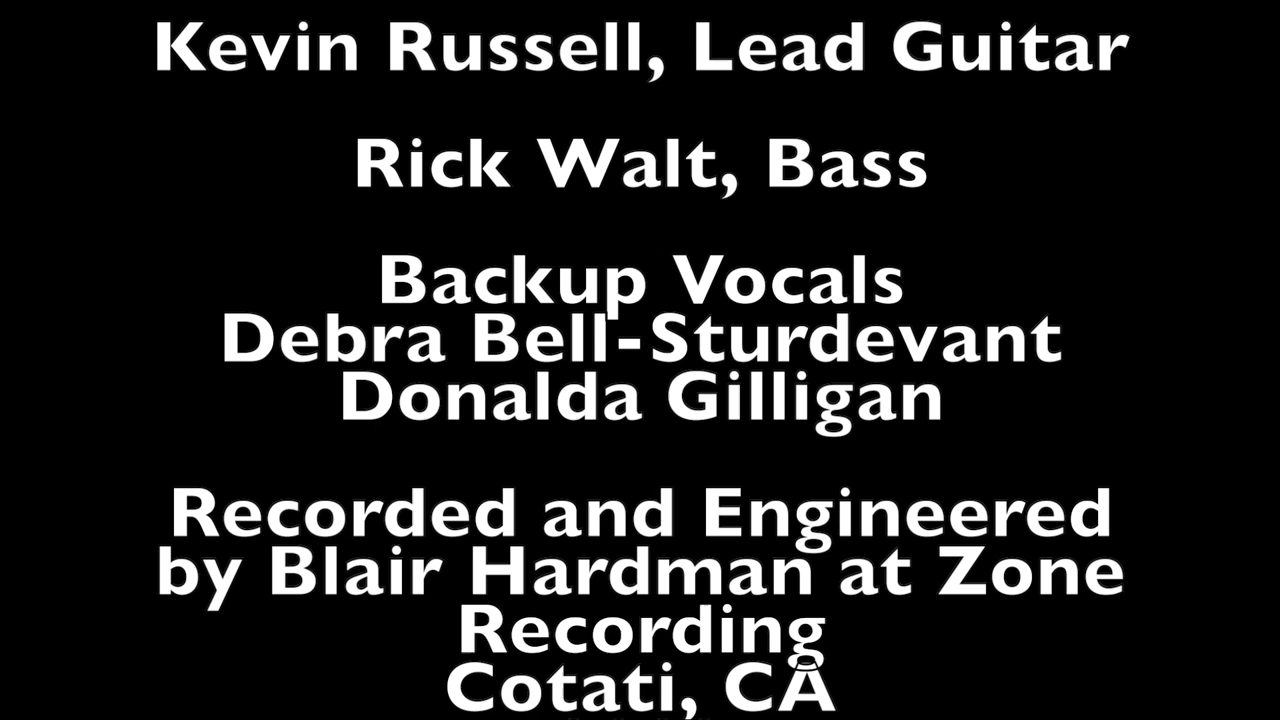 Kevin Russell, Lead Guitar
Rick Walt, Bass
Backup Vocals
Debra Bell-Sturdevant
Donalda Gilligan
Recorded and Engineered
by Blair Hardman at Zone
Recording
Cotati, CA